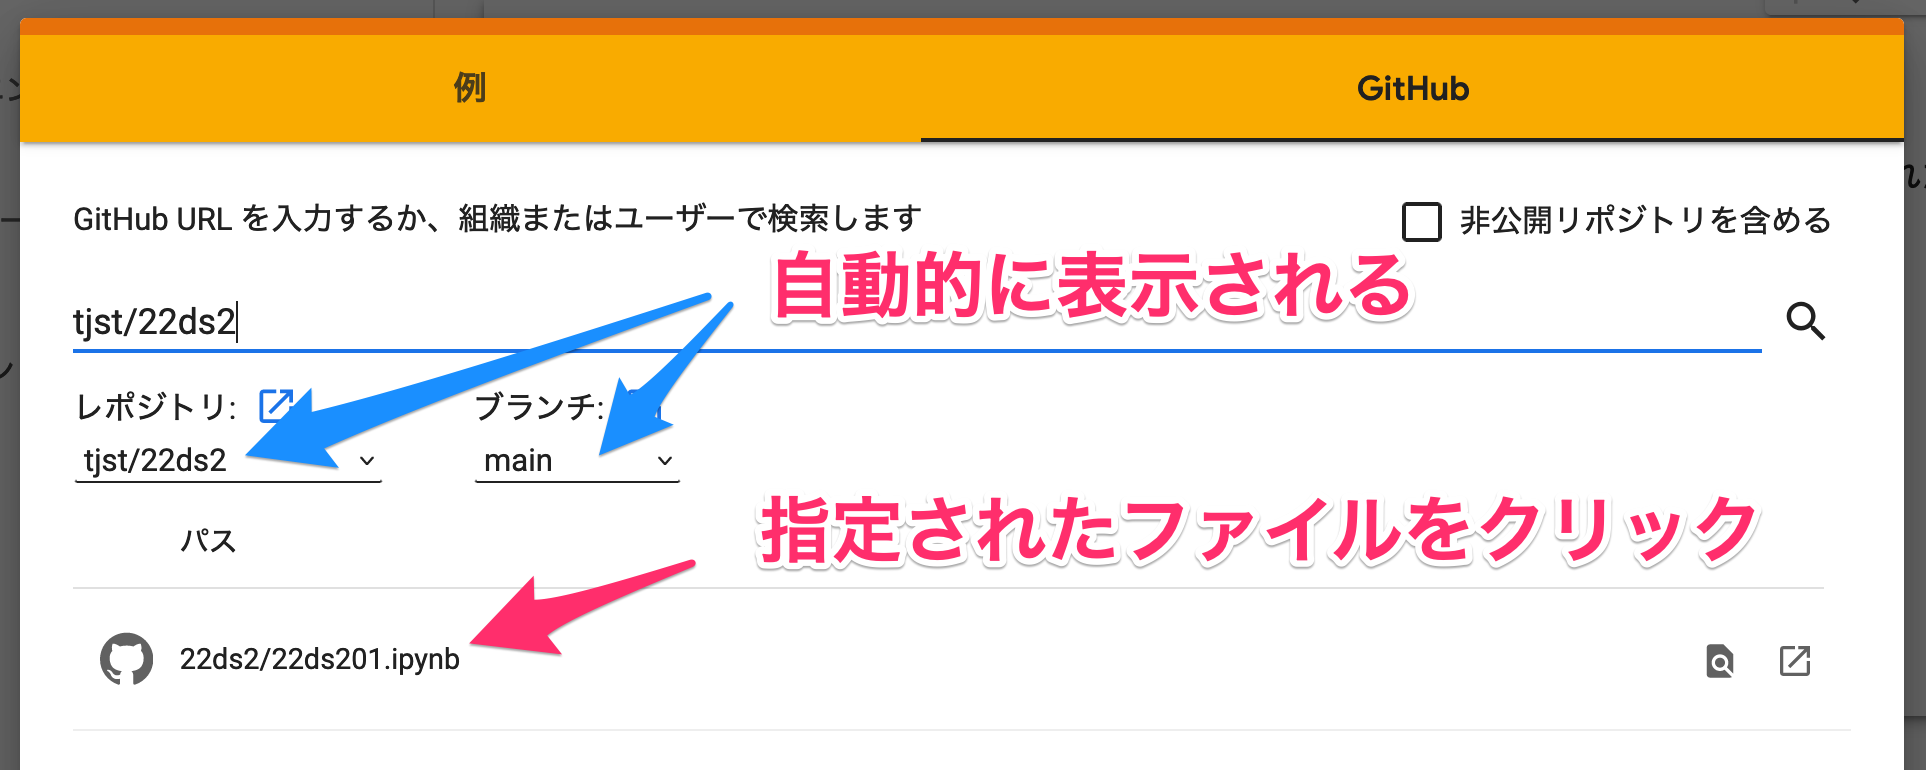 例
GitHub
GitHub URL を入力するか、組織またはユーザーで検索します
非公開リポジトリを含める
自動的に表示される
tjst/22ds2
レポジトリ:
ブランチ:
tjst/22ds2
main
指定されたファイルをクリック
パス
22ds2/22ds201.ipynb